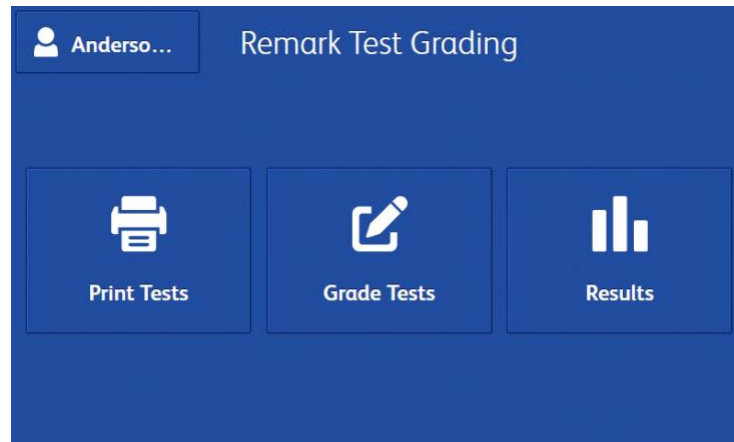 Anderso...
Remark Test Grading
Print Tests
Grade Tests
Results